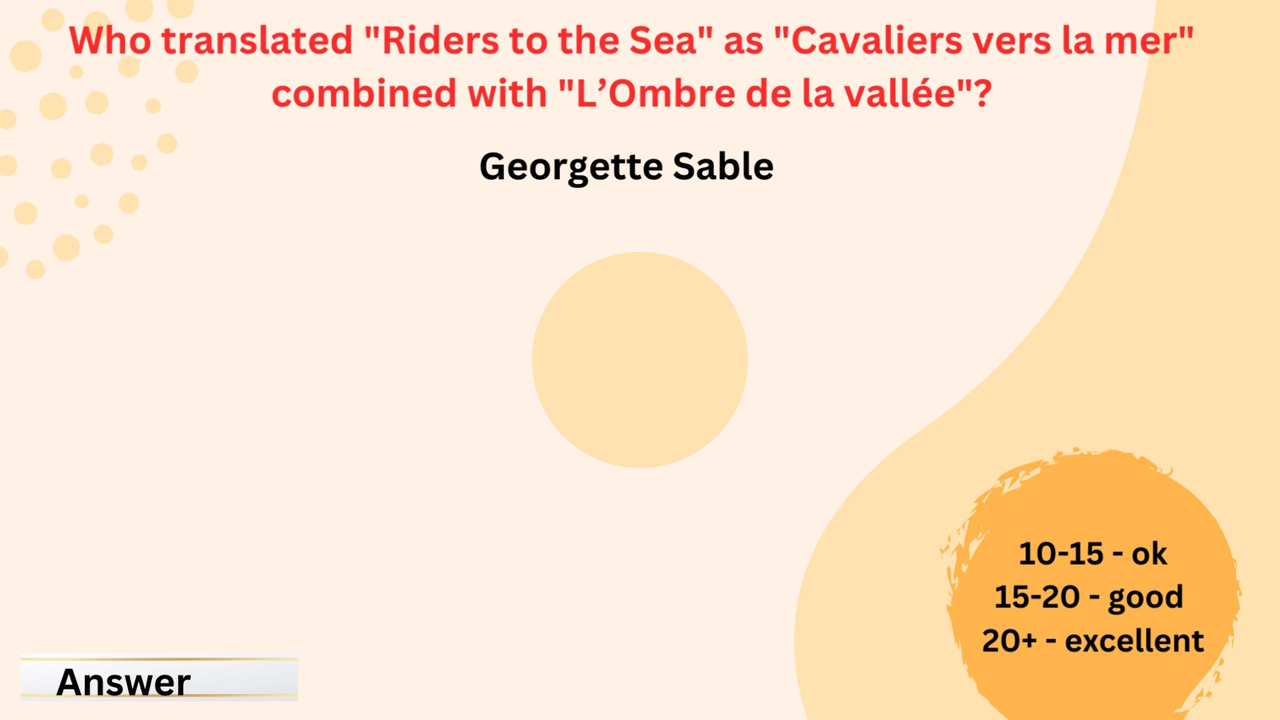 Who translated "Riders to the Sea" as "Cavaliers vers la mer"
combined with "L’Ombre de la vallée"?
Georgette Sable
10-15 - ok
15-20 - good
20+ - excellent
Answer